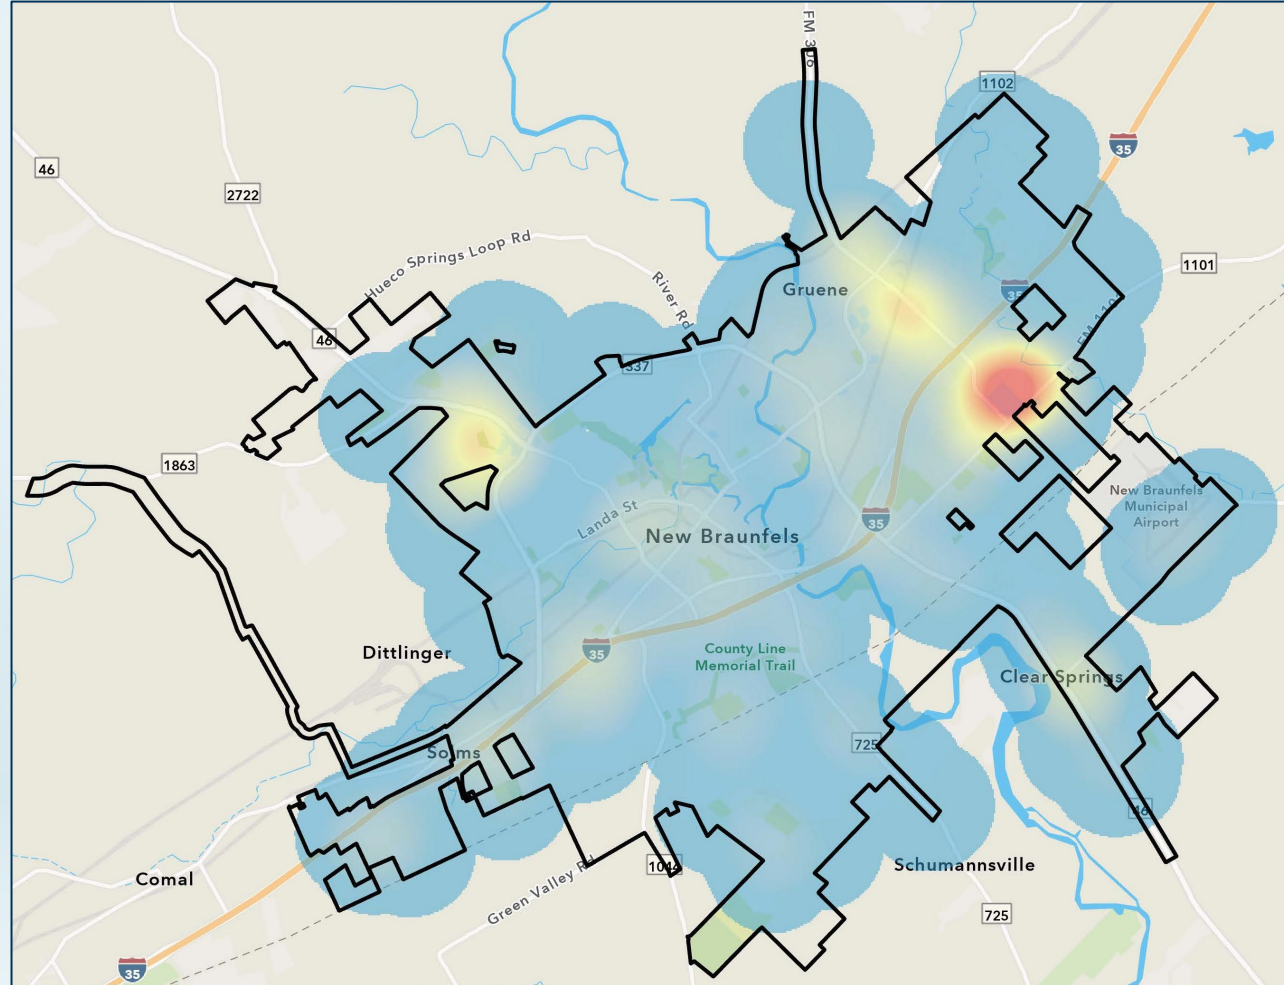 FM 306
1102
35
46
2722
Hueco Springs Loop Rd
1101
River Rd
Gruene
35
FM 1101
46
337
1863
New Braunfels
Municipal
Airport
Landa St
New Braunfels
35
Dittlinger
35
County Line
Memorial Trail
Clear Springs
725
Solms
46
1044
Schumannsville
Comal
Green Valley Rd
725
35